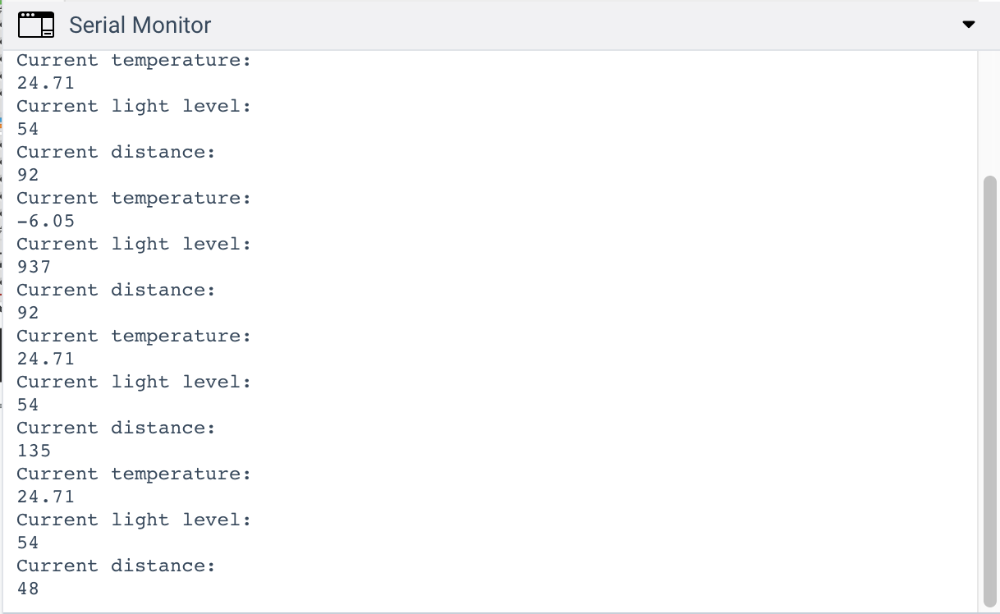 Serial Monitor
Current temperature:
24.71
Current light level:
54
Current distance:
92
Current temperature:
-6.05
Current light level:
937
Current distance:
92
Current temperature:
24.71
Current light level:
54
Current distance:
135
Current temperature:
24.71
Current light level:
54
Current distance:
48